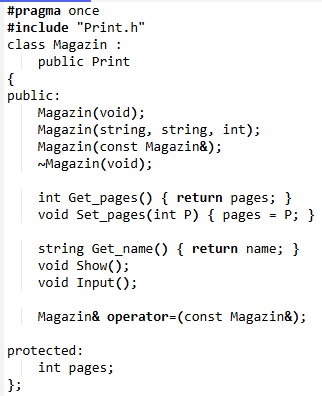 #pragma once
#include "Print.h"
class Magazin :
    public Print
{
public:
    Magazin(void);
    Magazin(string, string, int);
    Magazin(const Magazin&);
    ~Magazin(void);

    int Get_pages() { return pages; }
    void Set_pages(int P) { pages = P; }

    string Get_name() { return name; }
    void Show();
    void Input();

    Magazin& operator=(const Magazin&);

protected:
    int pages;
};